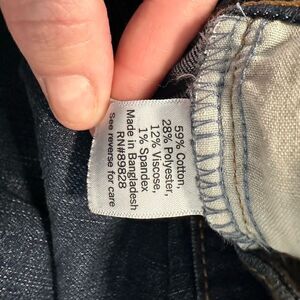 59% Cotton,
28% Polyester,
12% Viscose,
1% Spandex
Made in Bangladesh
RN#89828
See reverse for care